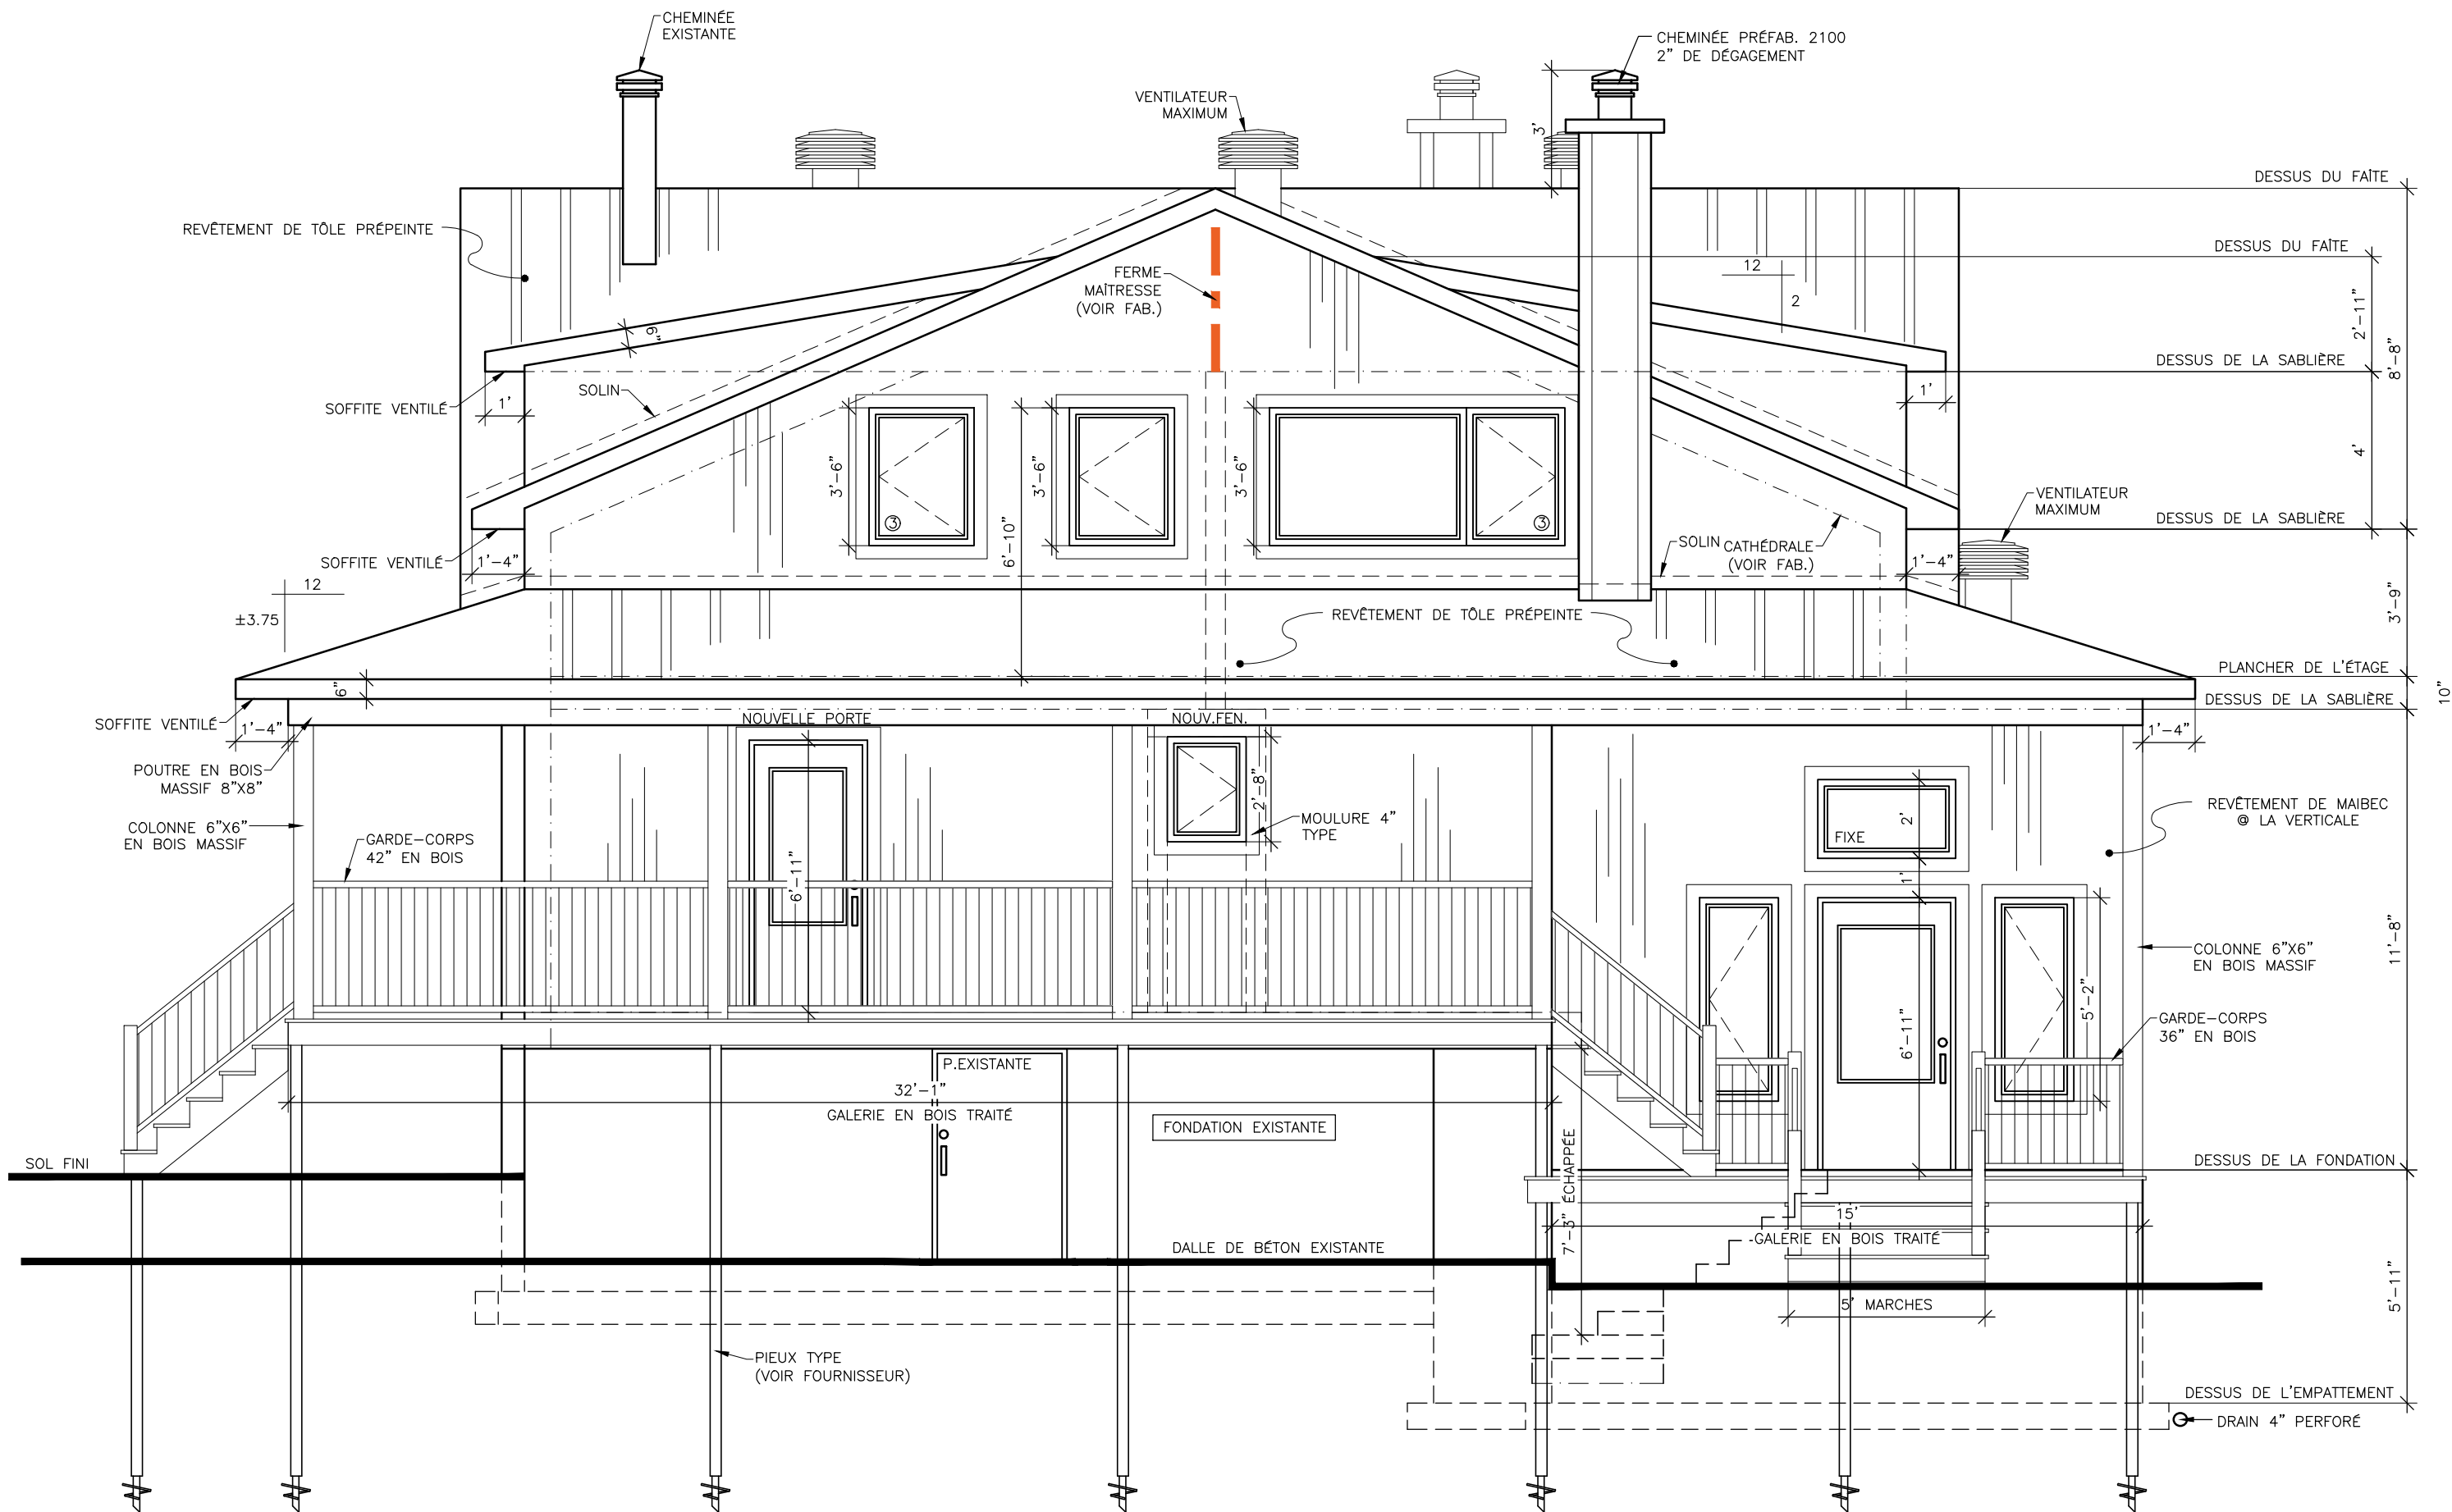 CHEMINÉE
EXISTANTE
CHEMINÉE PRÉFAB. 2100
2" DE DÉGAGEMENT
VENTILATEUR
MAXIMUM
3'
DESSUS DU FAÎTE
REVÊTEMENT DE TÔLE PRÉPEINTE
DESSUS DU FAÎTE
FERME
MAÎTRESSE
(VOIR FAB.)
12
2
2'-11"
9"
8'-8"
DESSUS DE LA SABLIÈRE
SOLIN
SOFFITE VENTILÉ
1'
1'
4'
3'-6"
3'-6"
3'-6"
VENTILATEUR
MAXIMUM
3
3
DESSUS DE LA SABLIÈRE
6'-10"
SOLIN
CATHÉDRALE
(VOIR FAB.)
SOFFITE VENTILÉ
1'-4"
1'-4"
12
±3.75
REVÊTEMENT DE TÔLE PRÉPEINTE
3'-9"
PLANCHER DE L'ÉTAGE
6"
10"
DESSUS DE LA SABLIÈRE
SOFFITE VENTILÉ
1'-4"
NOUVELLE PORTE
NOUV.FEN.
1'-4"
POUTRE EN BOIS
MASSIF 8"X8"
2'-8"
REVÊTEMENT DE MAIBEC
@ LA VERTICALE
COLONNE 6"X6"
EN BOIS MASSIF
GARDE-CORPS
42" EN BOIS
MOULURE 4"
TYPE
2'
FIXE
6'-11"
1'
11'-8"
COLONNE 6"X6"
EN BOIS MASSIF
5'-2"
GARDE-CORPS
36" EN BOIS
6'-11"
P.EXISTANTE
32'-1"
GALERIE EN BOIS TRAITÉ
FONDATION EXISTANTE
SOL FINI
7'-3" ÉCHAPPÉE
DESSUS DE LA FONDATION
15'
GALERIE EN BOIS TRAITÉ
DALLE DE BÉTON EXISTANTE
5' MARCHES
5'-11"
PIEUX TYPE
(VOIR FOURNISSEUR)
DESSUS DE L'EMPATTEMENT
DRAIN 4" PERFORÉ